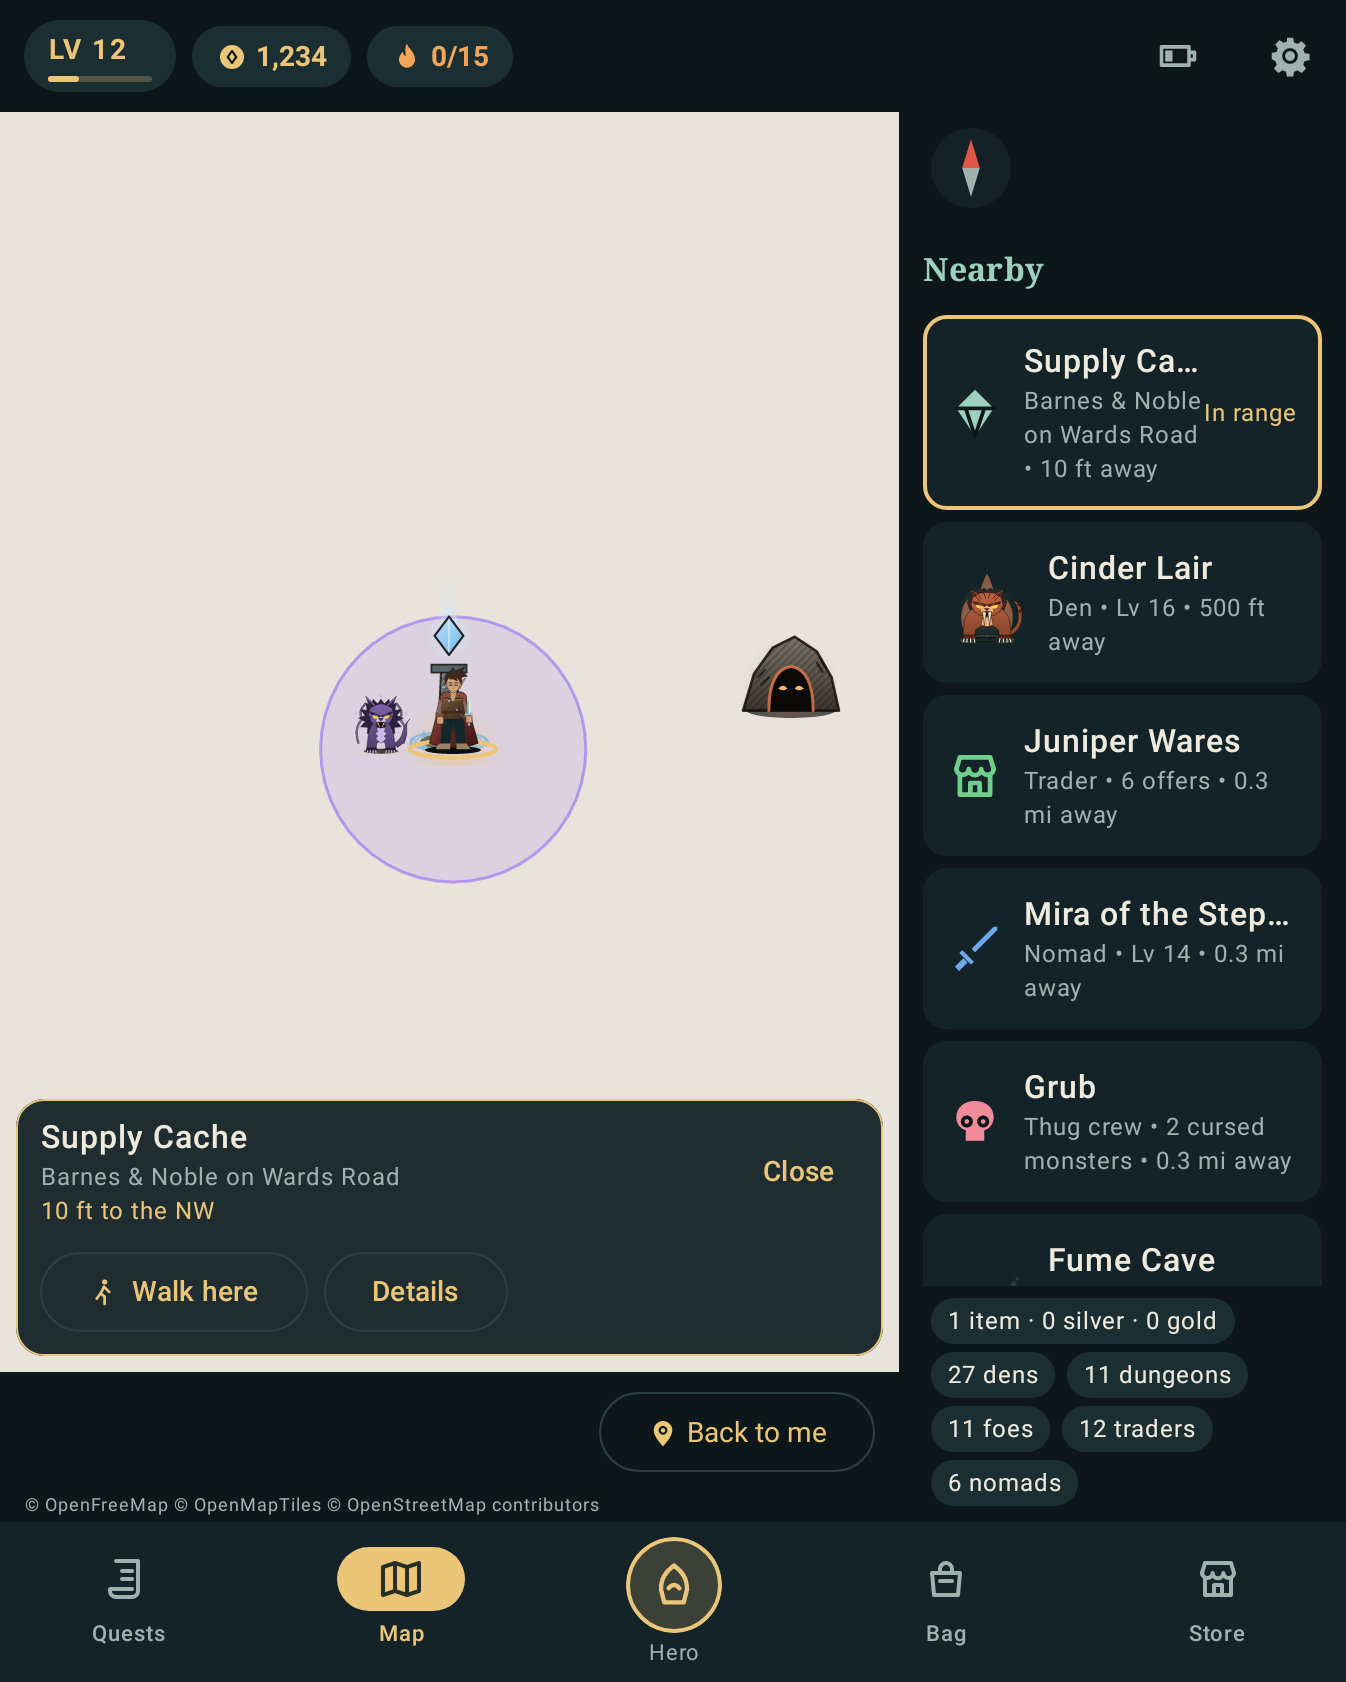 LV 12
1,234
0/15
Nearby
Supply Ca...
Barnes & Noble
on Wards Road
• 10 ft away
In range
Cinder Lair
Den • Lv 16 • 500 ft
away
Juniper Wares
Trader • 6 offers • 0.3
mi away
Mira of the Step...
Nomad • Lv 14 • 0.3 mi
away
Grub
Thug crew • 2 cursed
monsters • 0.3 mi away
Fume Cave
1 item · 0 silver · 0 gold
27 dens
11 dungeons
11 foes
12 traders
6 nomads
Supply Cache
Barnes & Noble on Wards Road
10 ft to the NW
Close
Walk here
Details
Back to me
© OpenFreeMap © OpenMapTiles © OpenStreetMap contributors
Quests
Map
Hero
Bag
Store